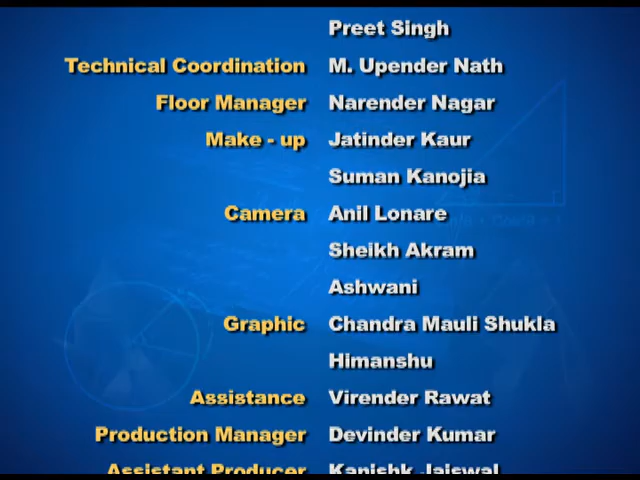 Preet Singh
Technical Coordination M. Upender Nath
Floor Manager Narender Nagar
Make - up Jatinder Kaur
Suman Kanojia
Camera Anil Lonare
Sheikh Akram
Ashwani
Graphic Chandra Mauli Shukla
Himanshu
Assistance Virender Rawat
Production Manager Devinder Kumar
Assistant Producer Kanishk Jaiswal